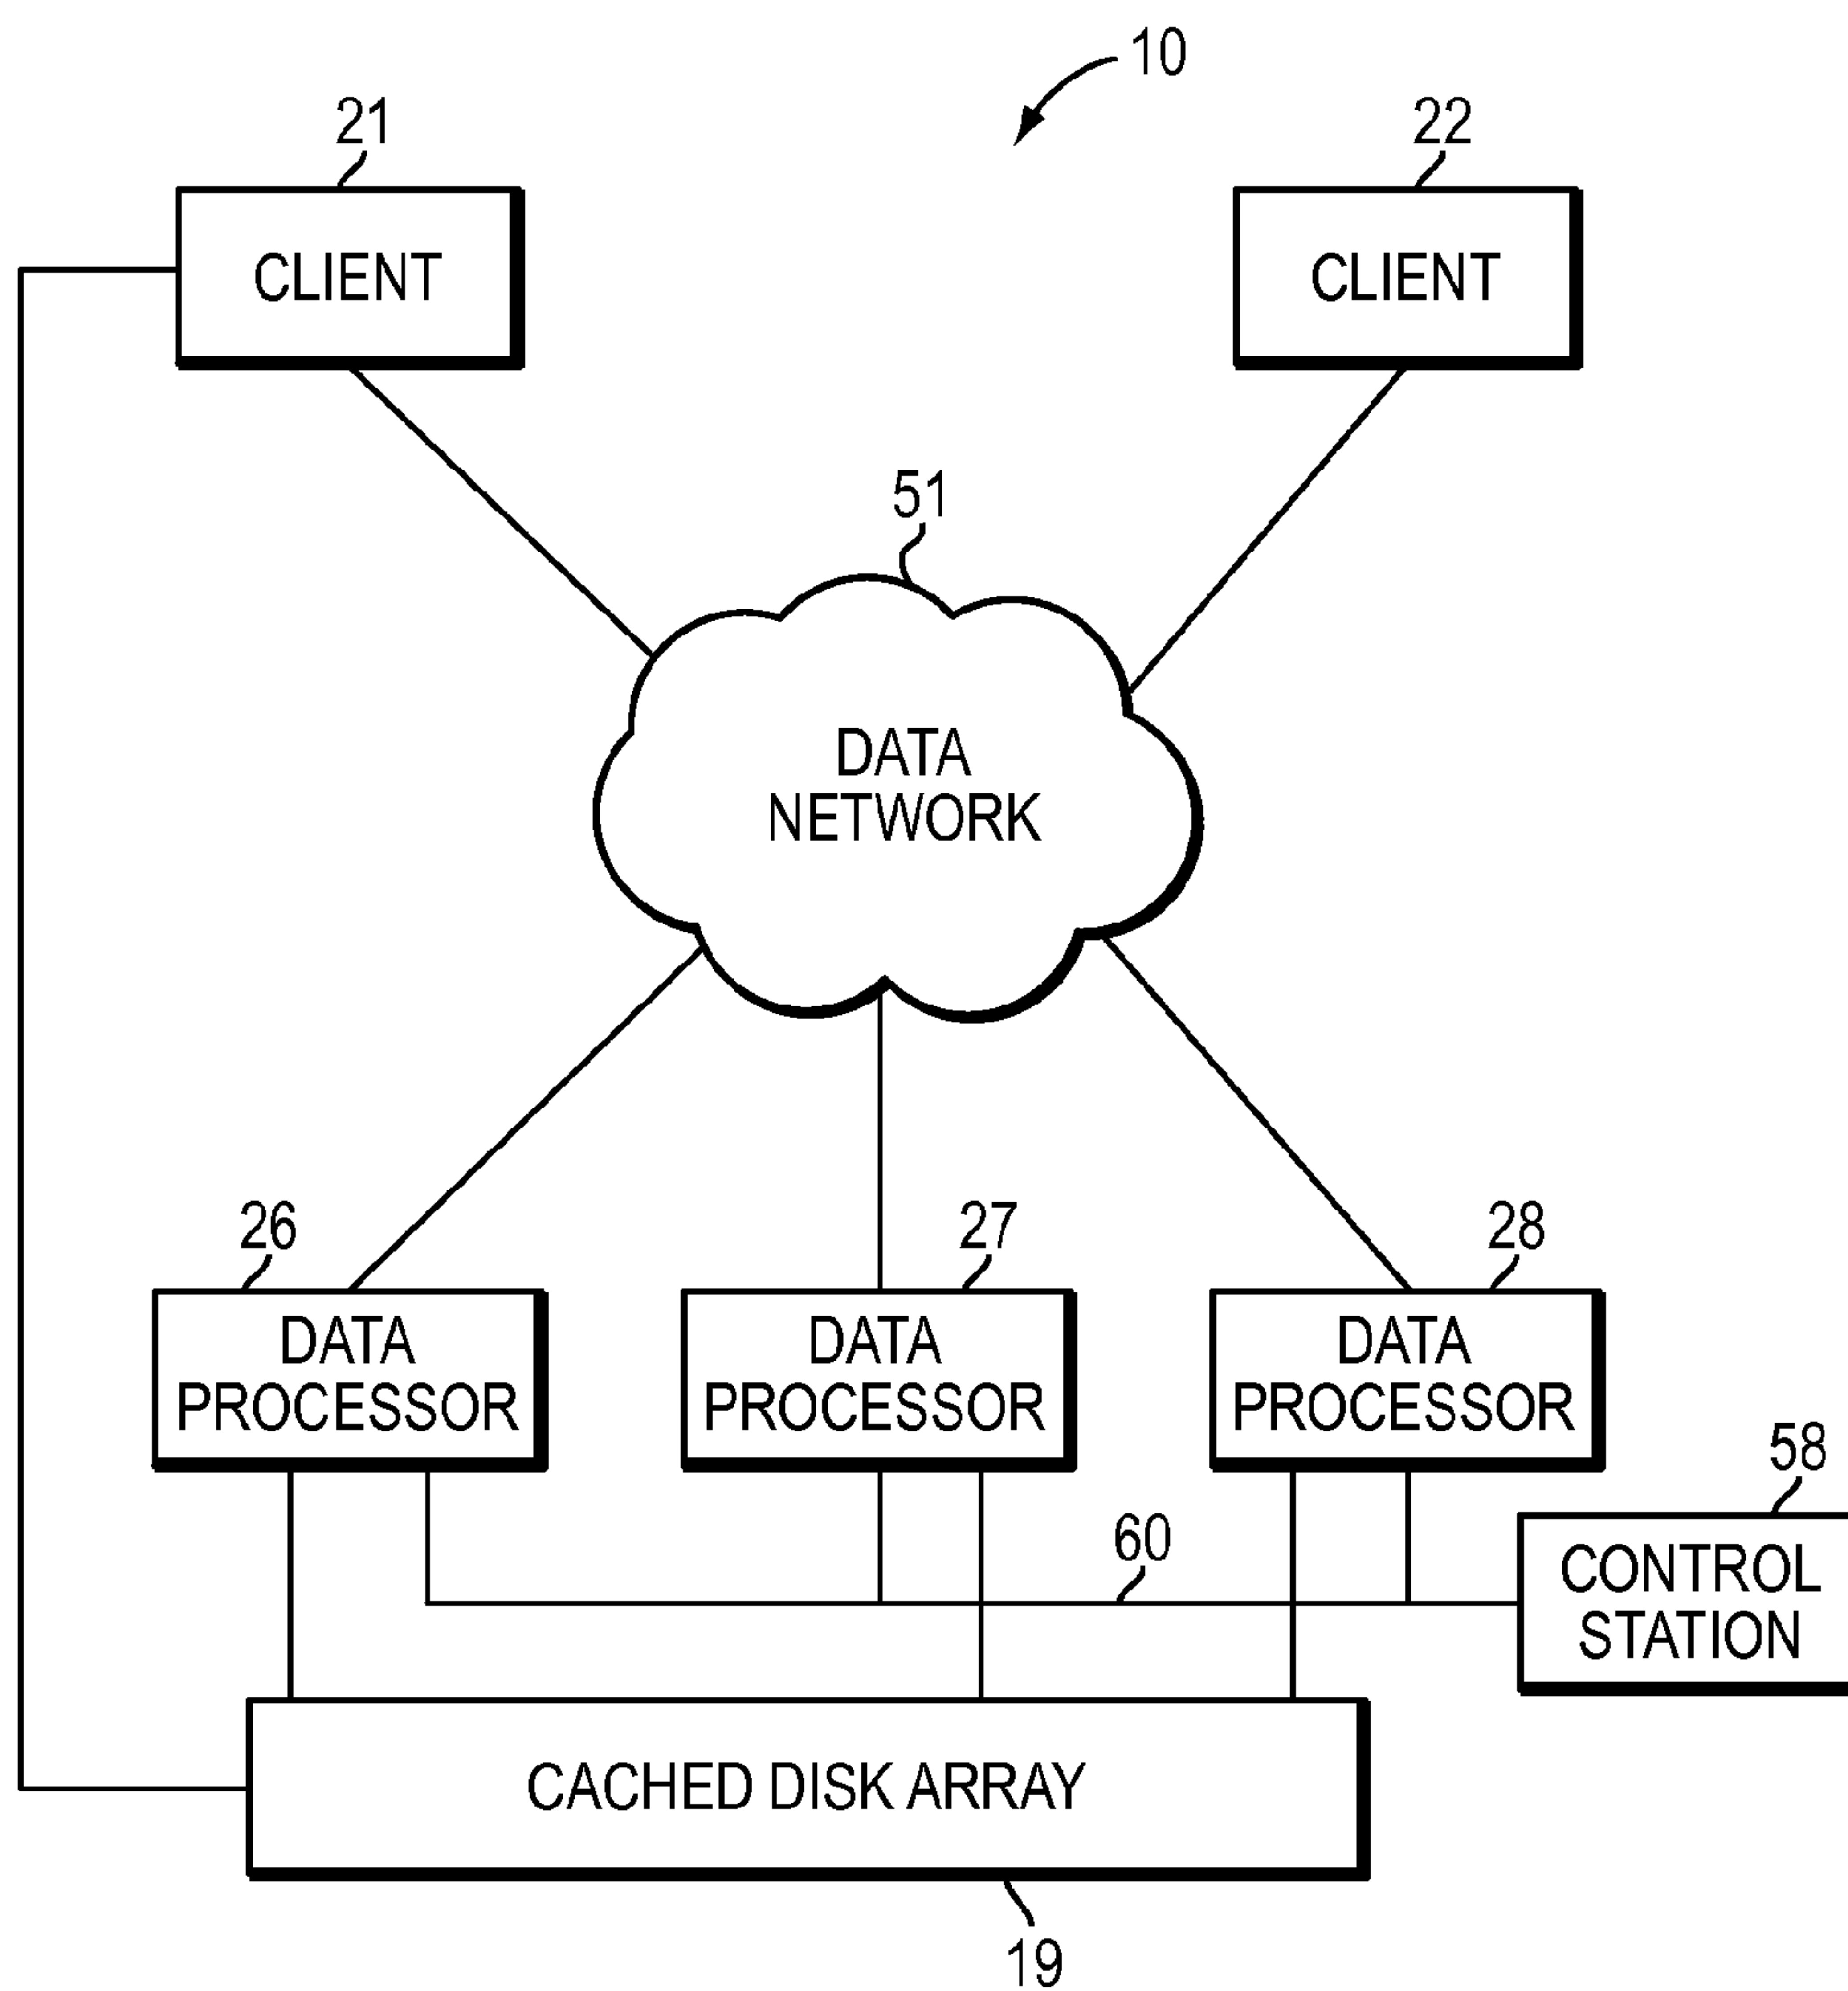 10
21
22
CLIENT
CLIENT
51
DATA
NETWORK
26
27
28
DATA
PROCESSOR
DATA
PROCESSOR
DATA
PROCESSOR
58
60
CONTROL
STATION
CACHED DISK ARRAY
19